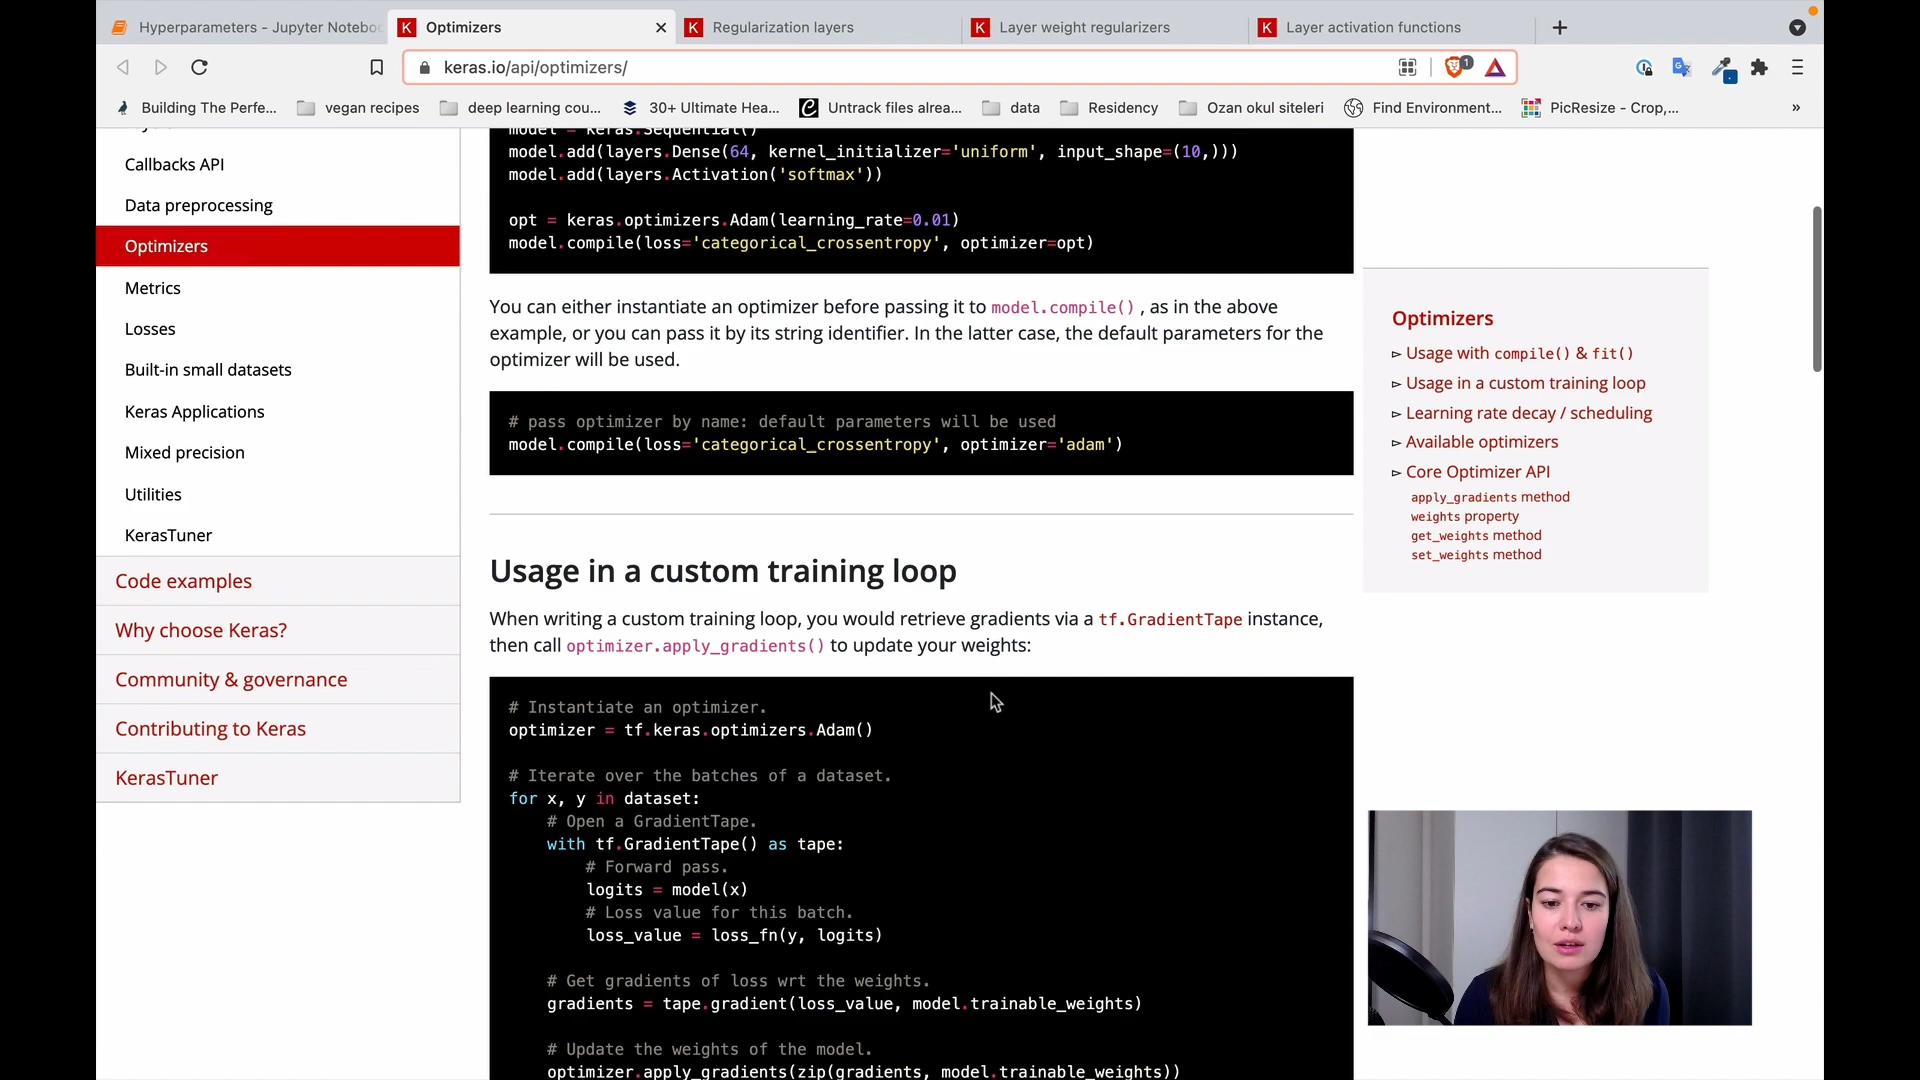 Hyperparameters - Jupyter Notebo
Optimizers
Regularization layers
Layer weight regularizers
Layer activation functions
keras.io/api/optimizers/
1
Building The Perfe...
vegan recipes
deep learning cou...
30+ Ultimate Hea...
Untrack files alrea...
data
Residency
Ozan okul siteleri
Find Environment...
PicResize - Crop,...
»
Callbacks API
Data preprocessing
Optimizers
Metrics
Losses
Built-in small datasets
Keras Applications
Mixed precision
Utilities
KerasTuner
Code examples
Why choose Keras?
Community & governance
Contributing to Keras
KerasTuner
model = keras.Sequential()
model.add(layers.Dense(64, kernel_initializer='uniform', input_shape=(10,)))
model.add(layers.Activation('softmax'))
opt = keras.optimizers.Adam(learning_rate=0.01)
model.compile(loss='categorical_crossentropy', optimizer=opt)
You can either instantiate an optimizer before passing it to model.compile() , as in the above
example, or you can pass it by its string identifier. In the latter case, the default parameters for the
optimizer will be used.
# pass optimizer by name: default parameters will be used
model.compile(loss='categorical_crossentropy', optimizer='adam')
Usage in a custom training loop
When writing a custom training loop, you would retrieve gradients via a tf.GradientTape instance,
then call optimizer.apply_gradients() to update your weights:
# Instantiate an optimizer.
optimizer = tf.keras.optimizers.Adam()
# Iterate over the batches of a dataset.
for x, y in dataset:
# Open a GradientTape.
with tf.GradientTape() as tape:
# Forward pass.
logits = model(x)
# Loss value for this batch.
loss_value = loss_fn(y, logits)
# Get gradients of loss wrt the weights.
gradients = tape.gradient(loss_value, model.trainable_weights)
# Update the weights of the model.
optimizer.apply_gradients(zip(gradients, model.trainable_weights))
Optimizers
▻ Usage with compile() & fit()
▻ Usage in a custom training loop
▻ Learning rate decay / scheduling
▻ Available optimizers
▻ Core Optimizer API
apply_gradients method
weights property
get_weights method
set_weights method